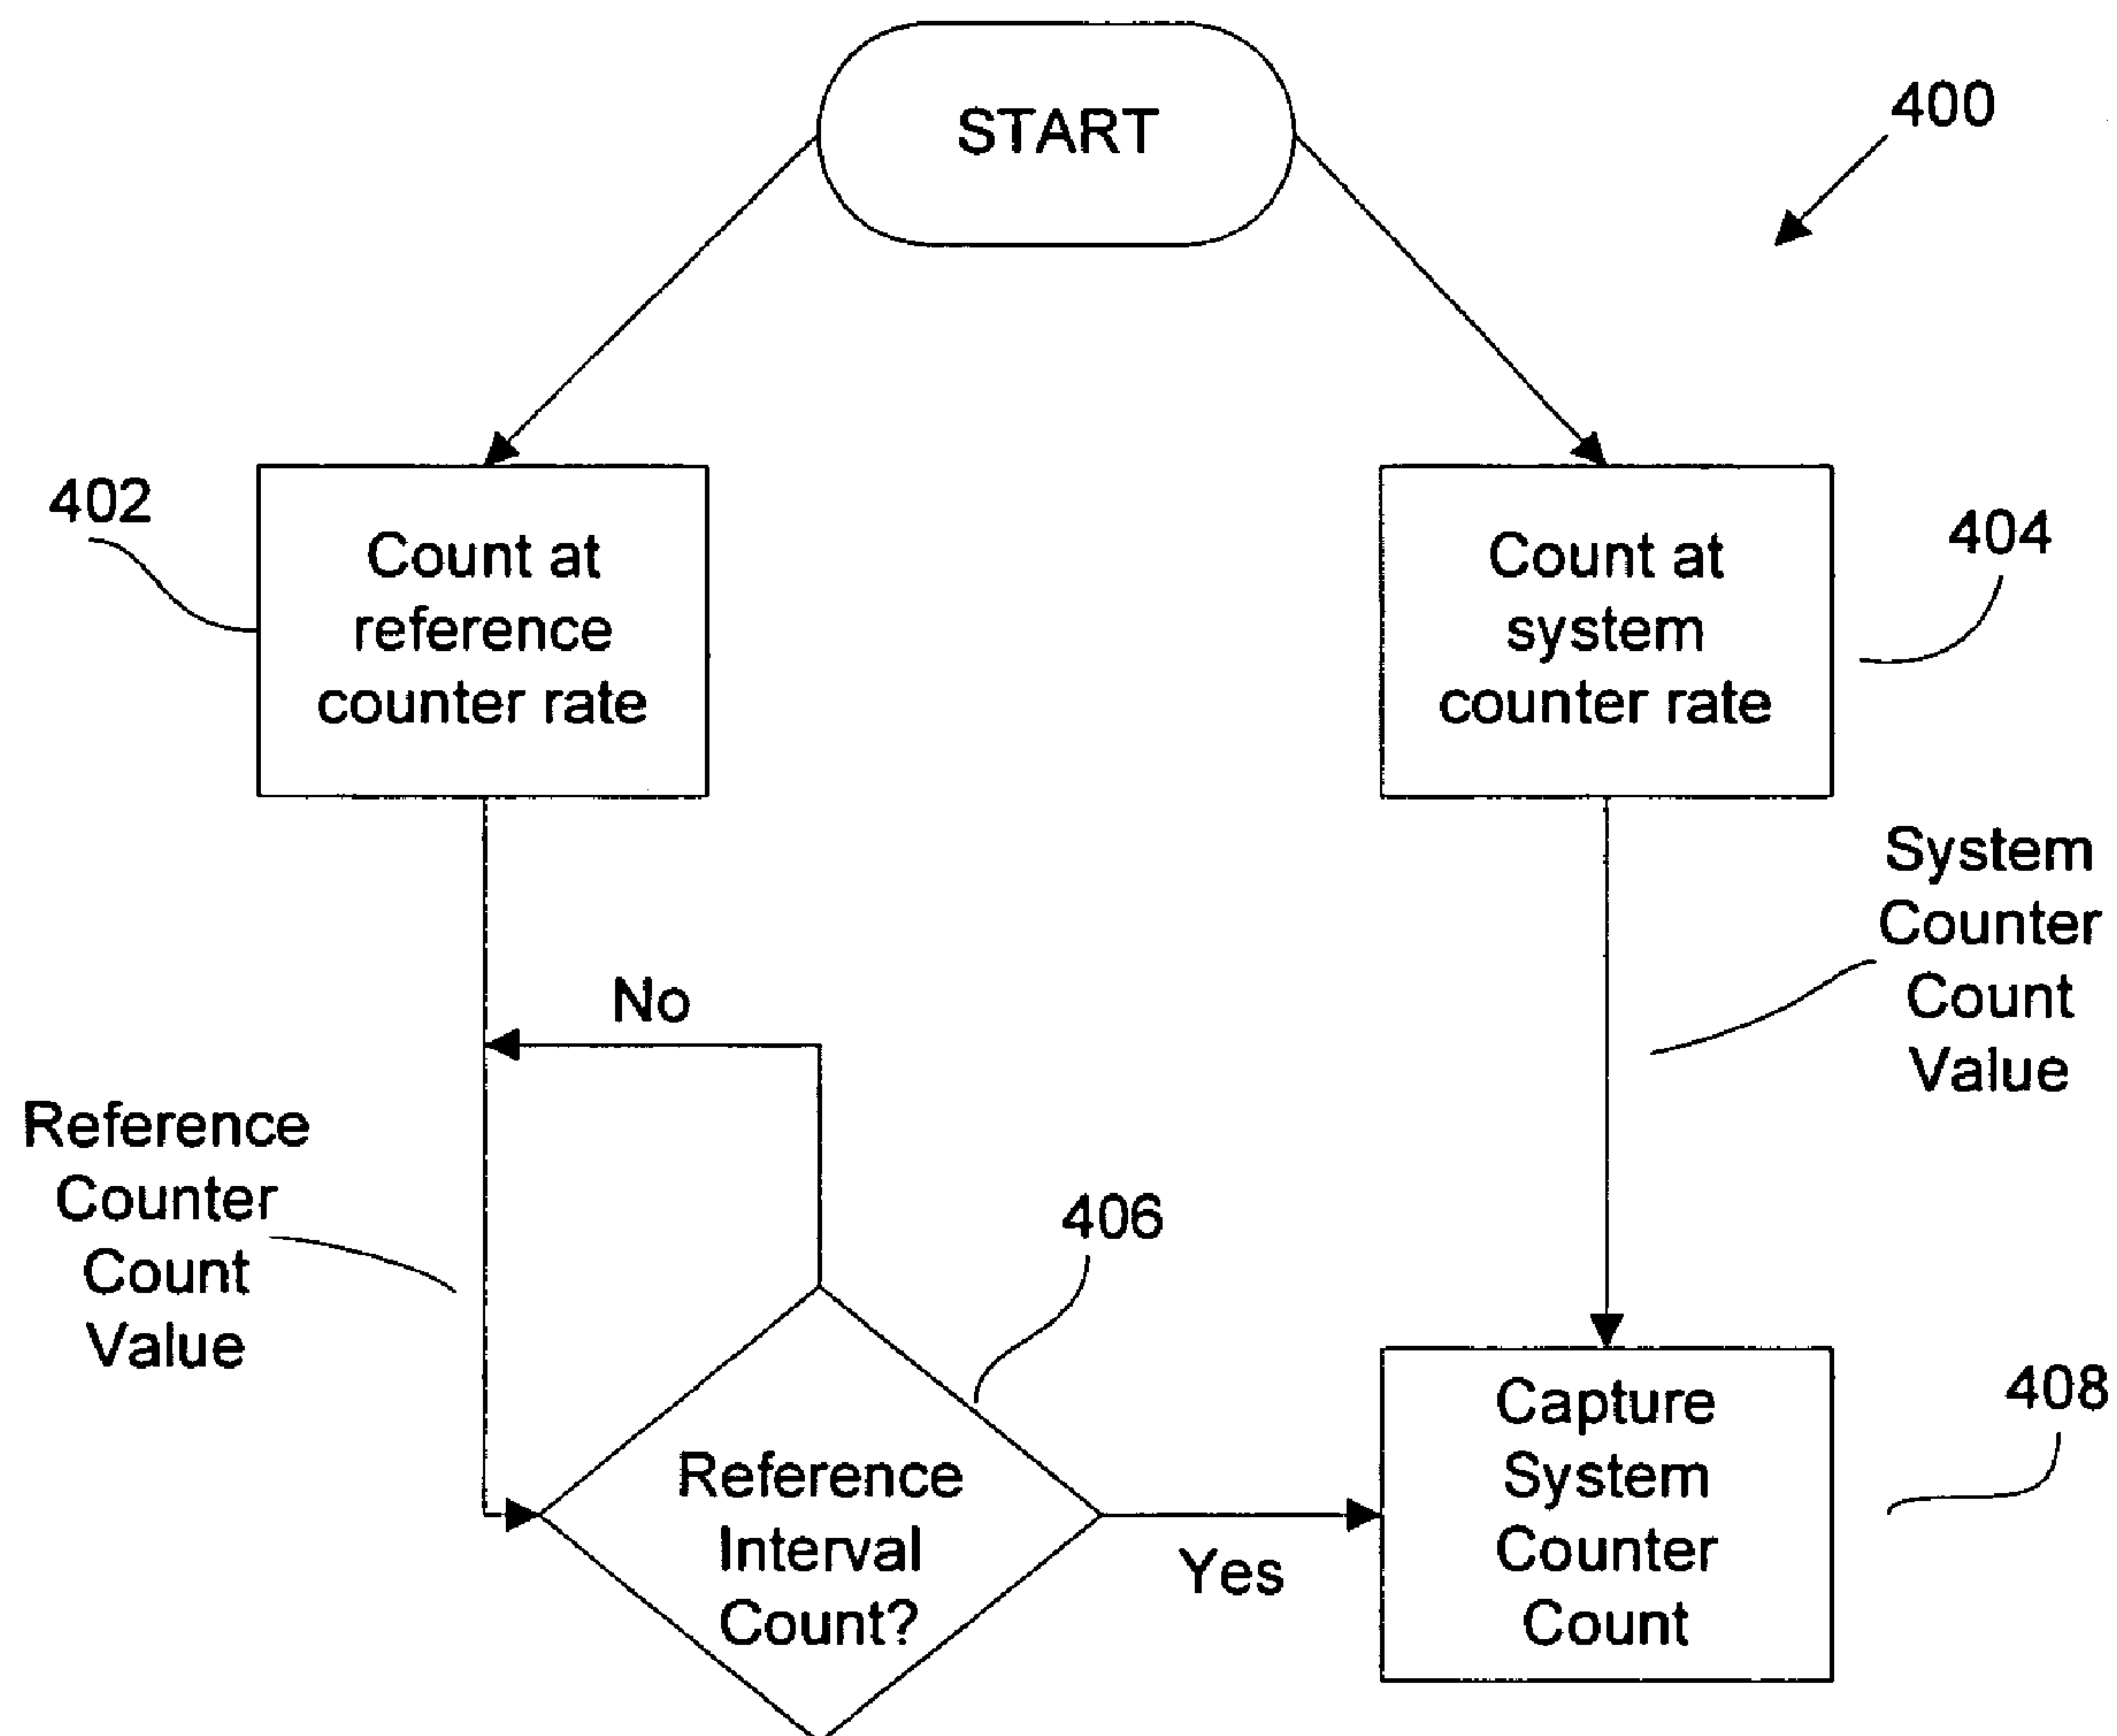 START
400
402
Count at
reference
counter rate
Count at
system
counter rate
404
System
Counter
Count
Value
No
Reference
Counter
Count
Value
406
Reference
Interval
Count?
Yes
Capture
System
Counter
Count
408